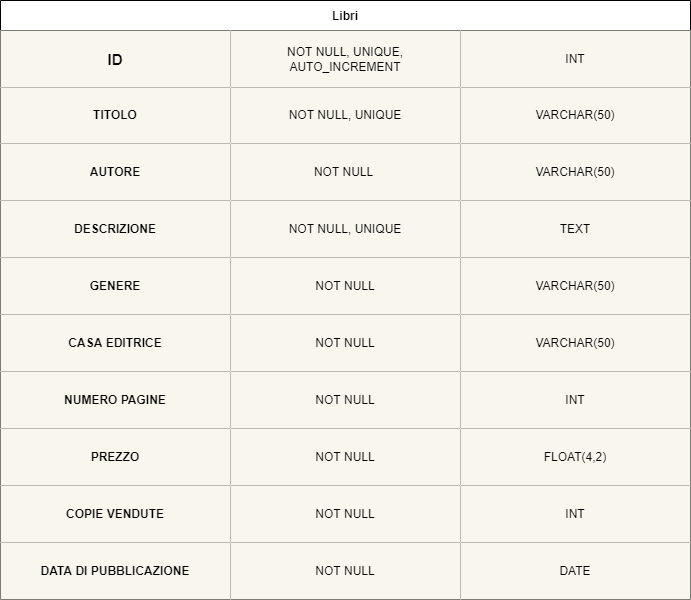 Libri
ID NOT NULL, UNIQUE, AUTO_INCREMENT INT
TITOLO NOT NULL, UNIQUE VARCHAR(50)
AUTORE NOT NULL VARCHAR(50)
DESCRIZIONE NOT NULL, UNIQUE TEXT
GENERE NOT NULL VARCHAR(50)
CASA EDITRICE NOT NULL VARCHAR(50)
NUMERO PAGINE NOT NULL INT
PREZZO NOT NULL FLOAT(4,2)
COPIE VENDUTE NOT NULL INT
DATA DI PUBBLICAZIONE NOT NULL DATE